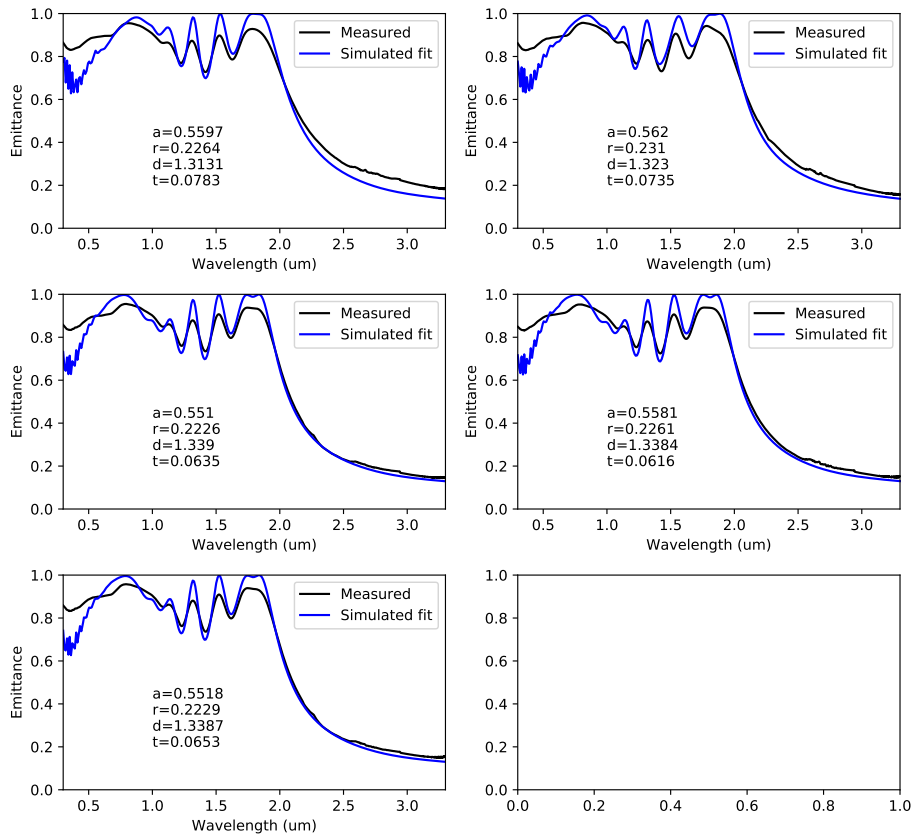 1.0
0.8
0.6
0.4
0.2
0.0
Emittance
Measured
Simulated fit
a=0.5597
r=0.2264
d=1.3131
t=0.0783
0.5 1.0 1.5 2.0 2.5 3.0
Wavelength (um)
1.0
0.8
0.6
0.4
0.2
0.0
Emittance
Measured
Simulated fit
a=0.562
r=0.231
d=1.323
t=0.0735
0.5 1.0 1.5 2.0 2.5 3.0
Wavelength (um)
1.0
0.8
0.6
0.4
0.2
0.0
Emittance
Measured
Simulated fit
a=0.551
r=0.2226
d=1.339
t=0.0635
0.5 1.0 1.5 2.0 2.5 3.0
Wavelength (um)
1.0
0.8
0.6
0.4
0.2
0.0
Emittance
Measured
Simulated fit
a=0.5581
r=0.2261
d=1.3384
t=0.0616
0.5 1.0 1.5 2.0 2.5 3.0
Wavelength (um)
1.0
0.8
0.6
0.4
0.2
0.0
Emittance
Measured
Simulated fit
a=0.5518
r=0.2229
d=1.3387
t=0.0653
0.5 1.0 1.5 2.0 2.5 3.0
Wavelength (um)
1.0
0.8
0.6
0.4
0.2
0.0
0.0 0.2 0.4 0.6 0.8 1.0